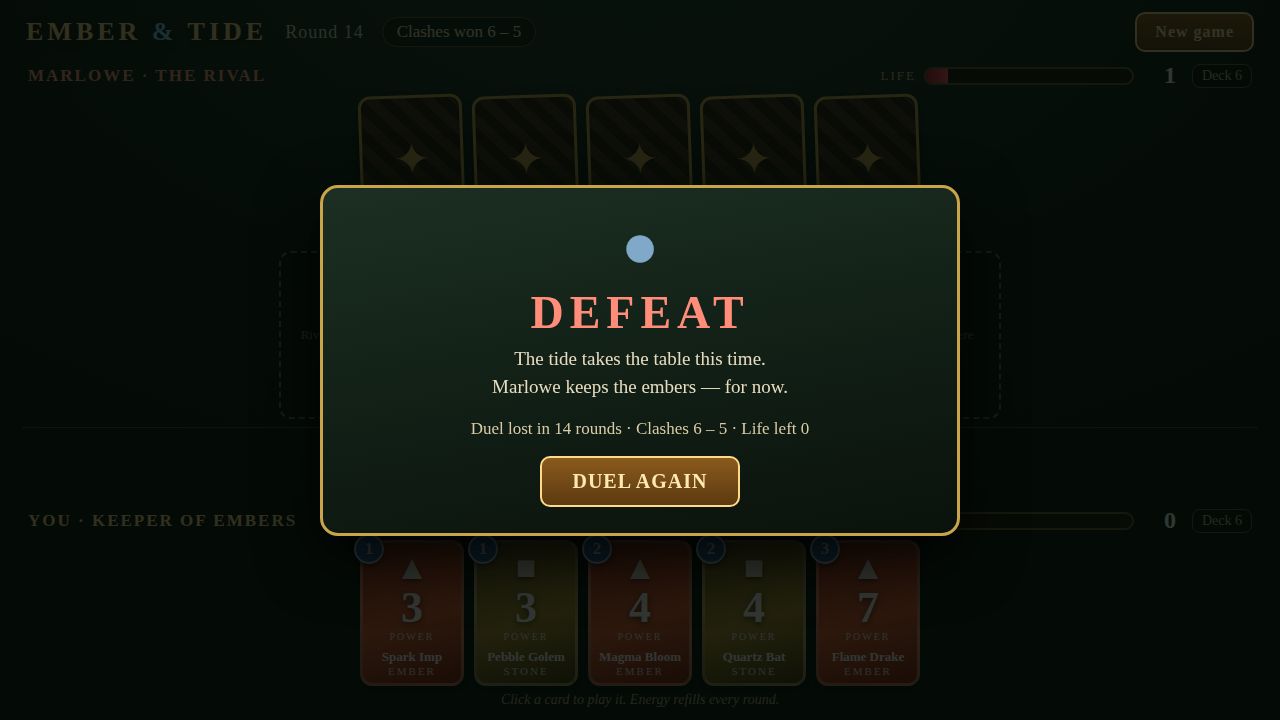 EMBER & TIDE Round 14 Clashes won 6 – 5 New game
MARLOWE · THE RIVAL LIFE 1 Deck 6
DEFEAT
The tide takes the table this time.
Marlowe keeps the embers — for now.
Duel lost in 14 rounds · Clashes 6 – 5 · Life left 0
DUEL AGAIN
YOU · KEEPER OF EMBERS 0 Deck 6
1 1 2 2 3
3 3 4 4 7
POWER POWER POWER POWER POWER
Spark Imp Pebble Golem Magma Bloom Quartz Bat Flame Drake
EMBER STONE EMBER STONE EMBER
Click a card to play it. Energy refills every round.